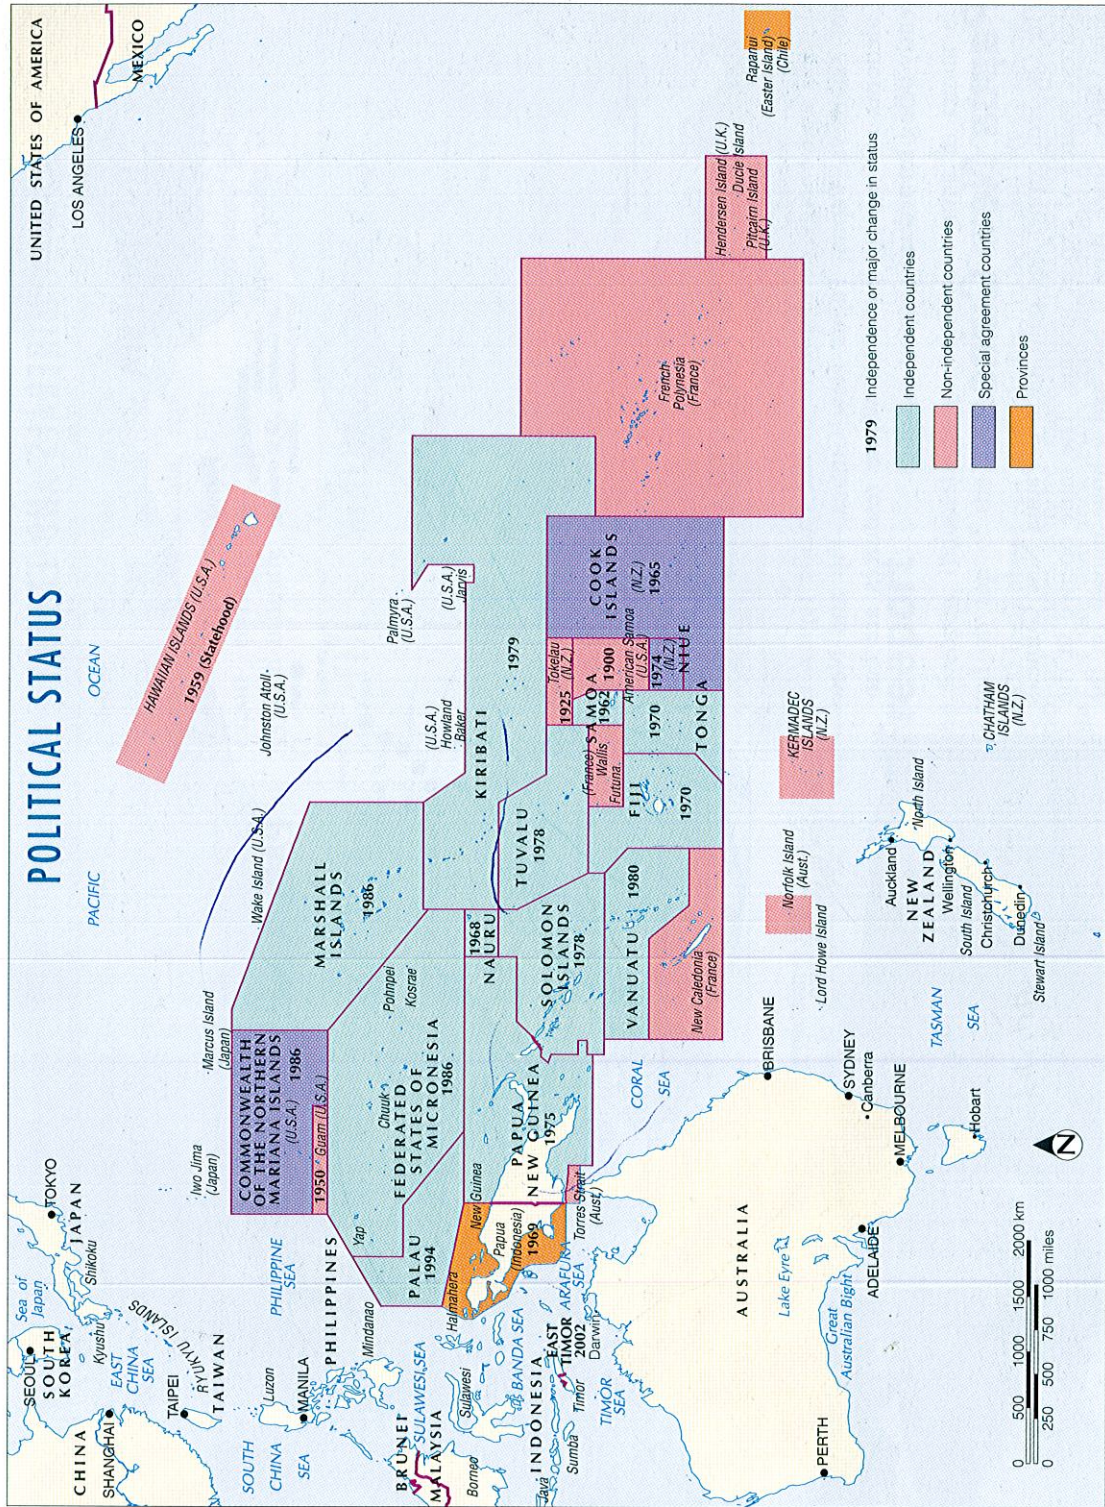 POLITICAL STATUS
UNITED STATES OF AMERICA
LOS ANGELES
MEXICO
PACIFIC
OCEAN
HAWAIIAN ISLANDS (U.S.A.)
1959 (Statehood)
Johnston Atoll
(U.S.A.)
Wake Island (U.S.A.)
Marcus Island
(Japan)
Iwo Jima
(Japan)
SEOUL
SOUTH
KOREA
Sea of
Japan
TOKYO
JAPAN
Shikoku
Kyushu
CHINA
SHANGHAI
EAST
CHINA
SEA
RYUKYU ISLANDS
TAIPEI
TAIWAN
SOUTH
CHINA
SEA
Luzon
MANILA
PHILIPPINES
PHILIPPINE
SEA
Mindanao
COMMONWEALTH
OF THE NORTHERN
MARIANA ISLANDS
(U.S.A.)
1986
1950
Guam (U.S.A.)
MARSHALL
ISLANDS
1986
Yap
Chuuk
Pohnpei
Kosrae
FEDERATED
STATES OF
MICRONESIA
1986
PALAU
1994
Palmyra
(U.S.A.)
(U.S.A.)
Jarvis
(U.S.A.)
Howland
Baker
KIRIBATI
1979
1968
NAURU
TUVALU
1978
BRUNEI
MALAYSIA
SULAWESI SEA
Borneo
Sulawesi
Halmahera
New
Guinea
Papua
(Indonesia)
1969
PAPUA
NEW GUINEA
1975
SOLOMON
ISLANDS
1978
Tokelau
(N.Z.)
1925
SAMOA
1962
1900
American Samoa
(U.S.A.)
(France)
Wallis
Futuna
COOK
ISLANDS
(N.Z.)
1965
1974
(N.Z.)
NIUE
1970
TONGA
FIJI
1970
VANUATU
1980
New Caledonia
(France)
French
Polynesia
(France)
Hendersen Island (U.K.)
Ducie Island
Pitcairn Island
(U.K.)
Rapanui
(Easter Island)
(Chile)
Java
INDONESIA
BANDA SEA
EAST
TIMOR
2002
Sumba
Timor
TIMOR
SEA
ARAFURA
SEA
Darwin
Torres Strait
(Aust.)
CORAL
SEA
KERMADEC
ISLANDS
(N.Z.)
Norfolk Island
(Aust.)
Lord Howe Island
CHATHAM
ISLANDS
(N.Z.)
AUSTRALIA
Lake Eyre
Great
Australian Bight
PERTH
ADELAIDE
MELBOURNE
Canberra
SYDNEY
BRISBANE
Hobart
TASMAN
SEA
NEW
ZEALAND
Auckland
North Island
Wellington
South Island
Christchurch
Dunedin
Stewart Island
1979 Independence or major change in status
Independent countries
Non-independent countries
Special agreement countries
Provinces
0 500 1000 1500 2000 km
0 250 500 750 1000 miles
N